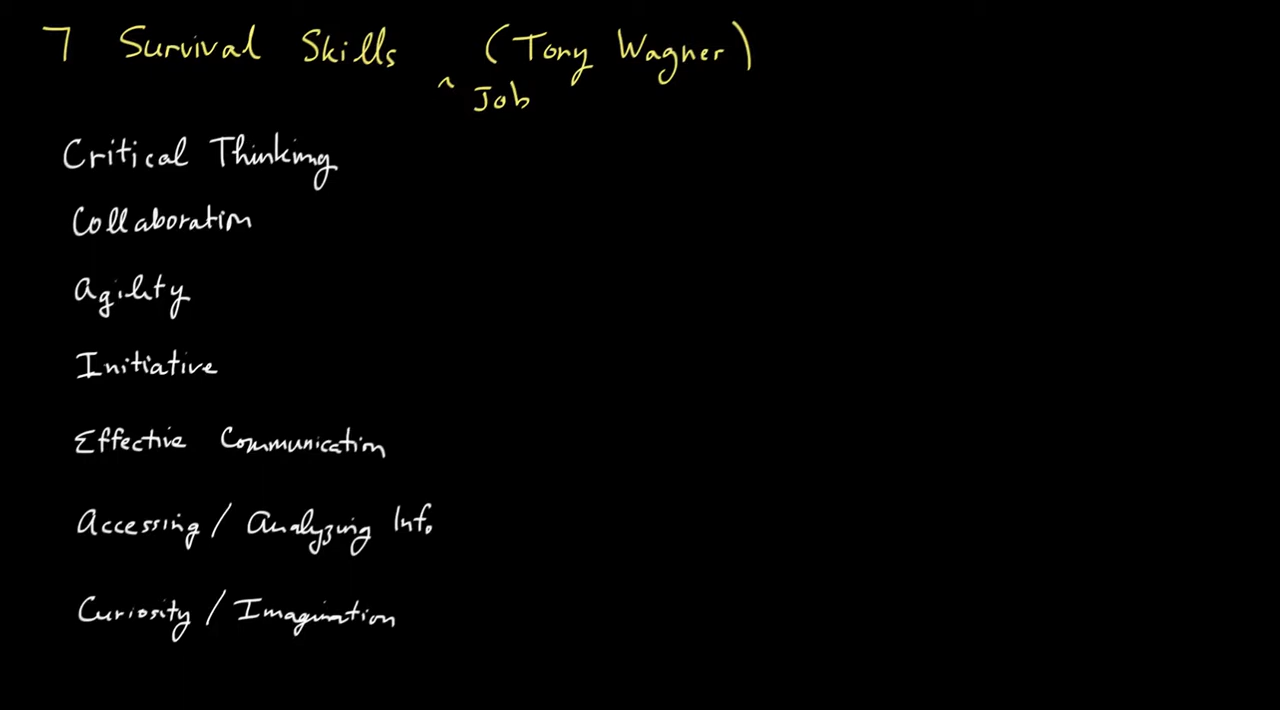 7 Survival Skills (Tony Wagner)
^ Job
Critical Thinking
Collaboration
Agility
Initiative
Effective Communication
Accessing / Analyzing Info
Curiosity / Imagination